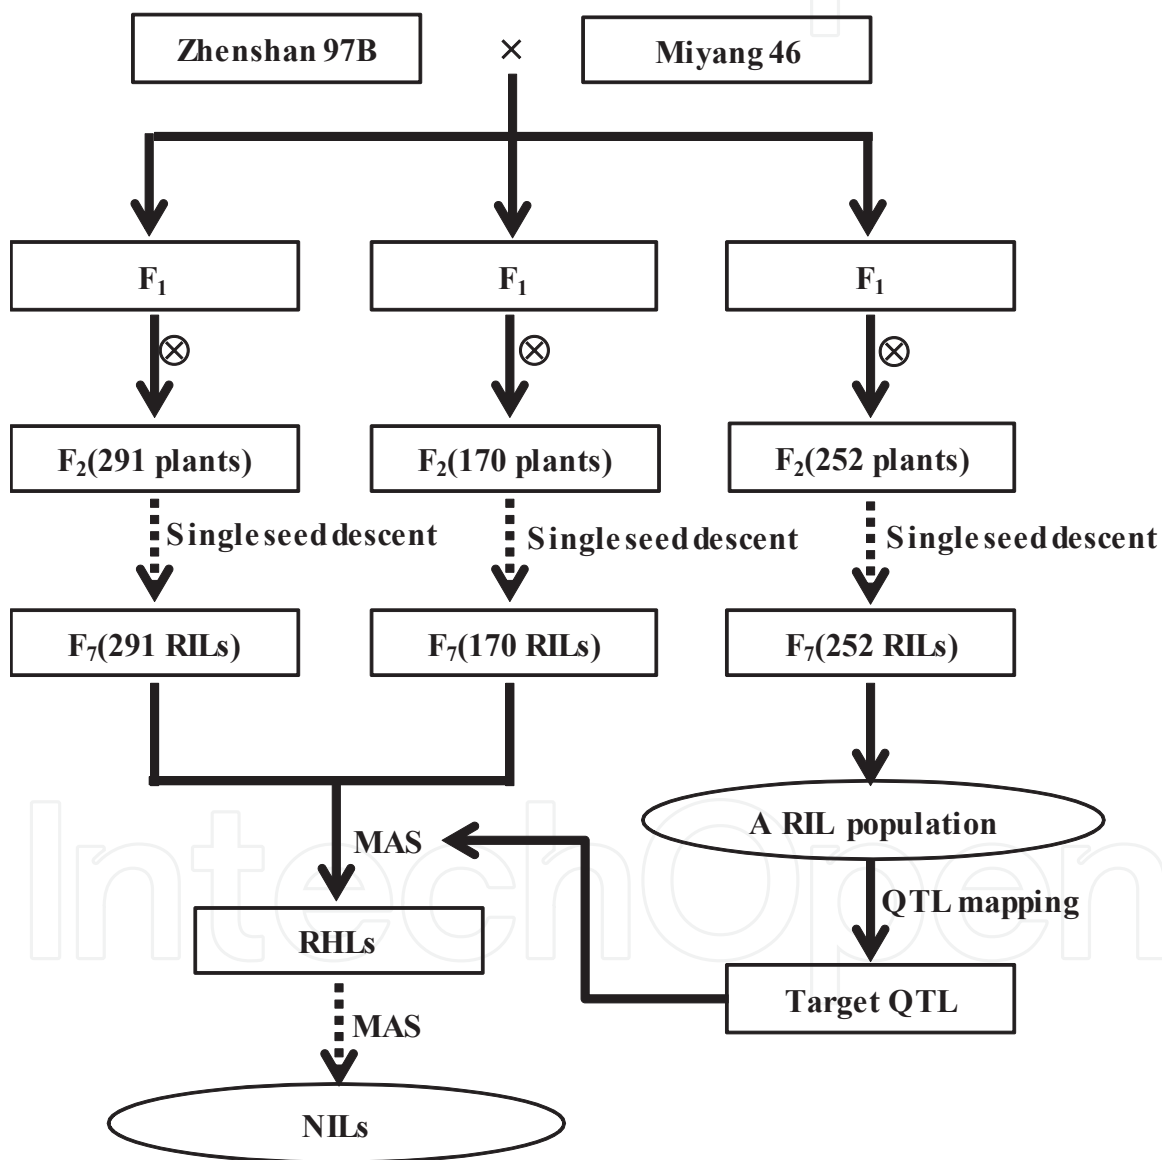 Zhenshan 97B × Miyang 46
F₁ F₁ F₁
⊗ ⊗ ⊗
F₂(291 plants) F₂(170 plants) F₂(252 plants)
Single seed descent Single seed descent Single seed descent
F₇(291 RILs) F₇(170 RILs) F₇(252 RILs)
A RIL population
MAS
QTL mapping
RHLs
Target QTL
MAS
NILs
IntechOpen